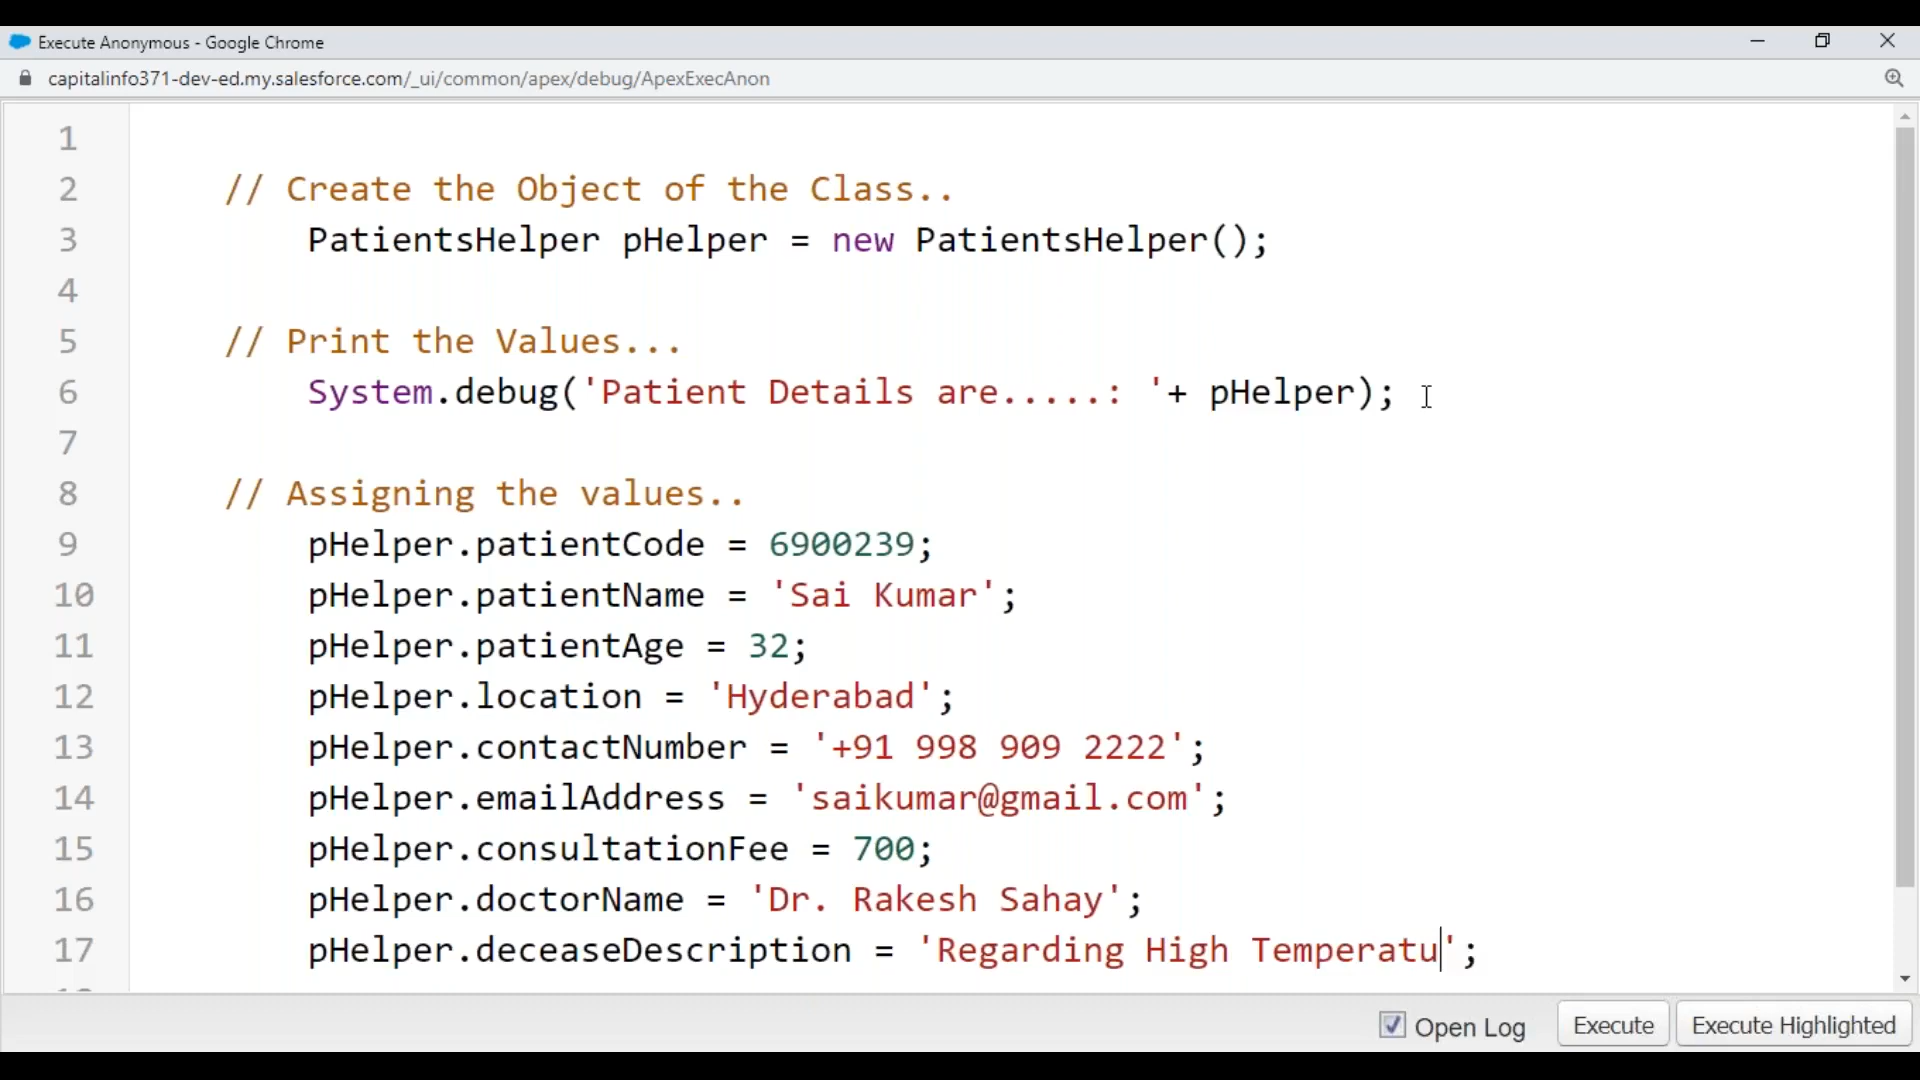 Execute Anonymous - Google Chrome
capitalinfo371-dev-ed.my.salesforce.com/_ui/common/apex/debug/ApexExecAnon
1
2 // Create the Object of the Class..
3 PatientsHelper pHelper = new PatientsHelper();
4
5 // Print the Values...
6 System.debug('Patient Details are.....: '+ pHelper);
7
8 // Assigning the values..
9 pHelper.patientCode = 6900239;
10 pHelper.patientName = 'Sai Kumar';
11 pHelper.patientAge = 32;
12 pHelper.location = 'Hyderabad';
13 pHelper.contactNumber = '+91 998 909 2222';
14 pHelper.emailAddress = 'saikumar@gmail.com';
15 pHelper.consultationFee = 700;
16 pHelper.doctorName = 'Dr. Rakesh Sahay';
17 pHelper.deceaseDescription = 'Regarding High Temperatu';
Open Log Execute Execute Highlighted